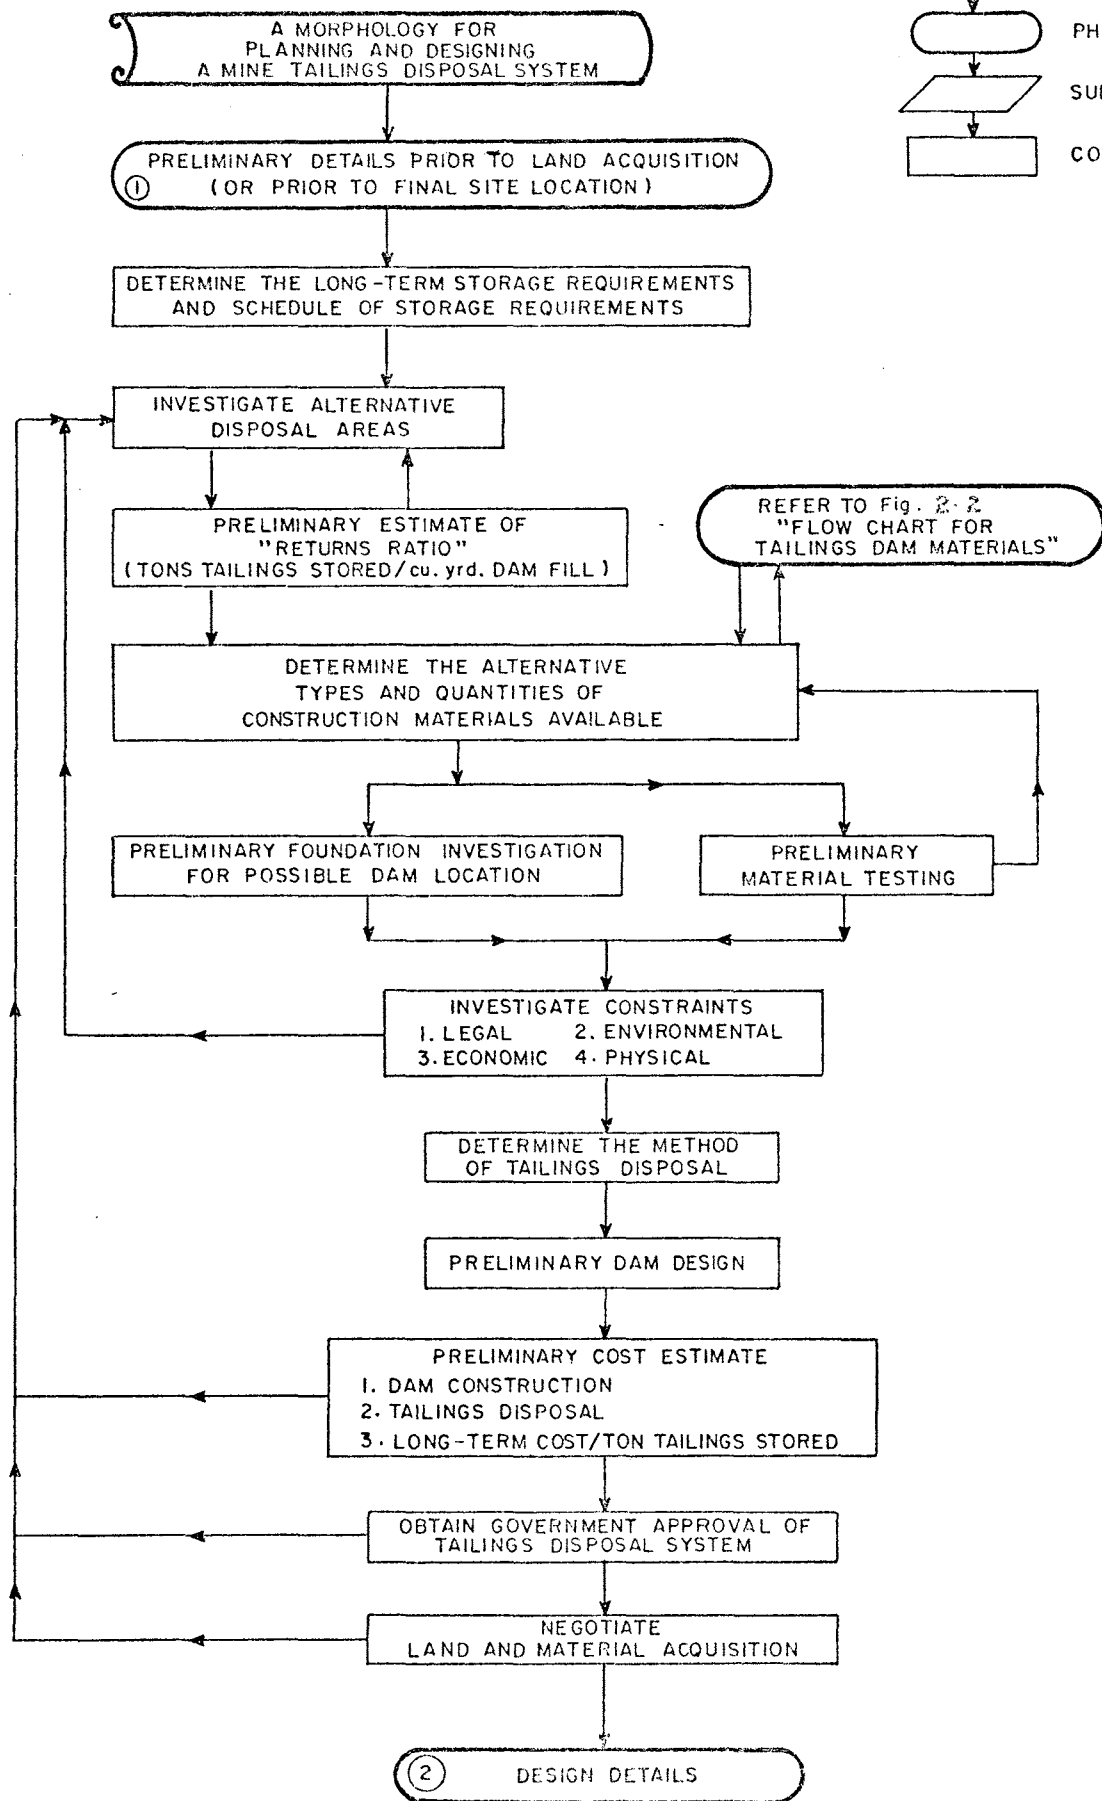 A MORPHOLOGY FOR
PLANNING AND DESIGNING
A MINE TAILINGS DISPOSAL SYSTEM
PH
SU
CO
PRELIMINARY DETAILS PRIOR TO LAND ACQUISITION
1 (OR PRIOR TO FINAL SITE LOCATION)
DETERMINE THE LONG-TERM STORAGE REQUIREMENTS
AND SCHEDULE OF STORAGE REQUIREMENTS
INVESTIGATE ALTERNATIVE
DISPOSAL AREAS
PRELIMINARY ESTIMATE OF
"RETURNS RATIO"
(TONS TAILINGS STORED/cu. yrd. DAM FILL)
REFER TO Fig. 2.2
"FLOW CHART FOR
TAILINGS DAM MATERIALS"
DETERMINE THE ALTERNATIVE
TYPES AND QUANTITIES OF
CONSTRUCTION MATERIALS AVAILABLE
PRELIMINARY FOUNDATION INVESTIGATION
FOR POSSIBLE DAM LOCATION
PRELIMINARY
MATERIAL TESTING
INVESTIGATE CONSTRAINTS
1. LEGAL 2. ENVIRONMENTAL
3. ECONOMIC 4. PHYSICAL
DETERMINE THE METHOD
OF TAILINGS DISPOSAL
PRELIMINARY DAM DESIGN
PRELIMINARY COST ESTIMATE
1. DAM CONSTRUCTION
2. TAILINGS DISPOSAL
3. LONG-TERM COST/TON TAILINGS STORED
OBTAIN GOVERNMENT APPROVAL OF
TAILINGS DISPOSAL SYSTEM
NEGOTIATE
LAND AND MATERIAL ACQUISITION
2 DESIGN DETAILS